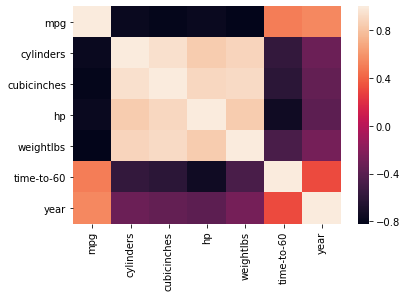 mpg
cylinders
cubicinches
hp
weightlbs
time-to-60
year
mpg
cylinders
cubicinches
hp
weightlbs
time-to-60
year
0.8
0.4
0.0
−0.4
−0.8